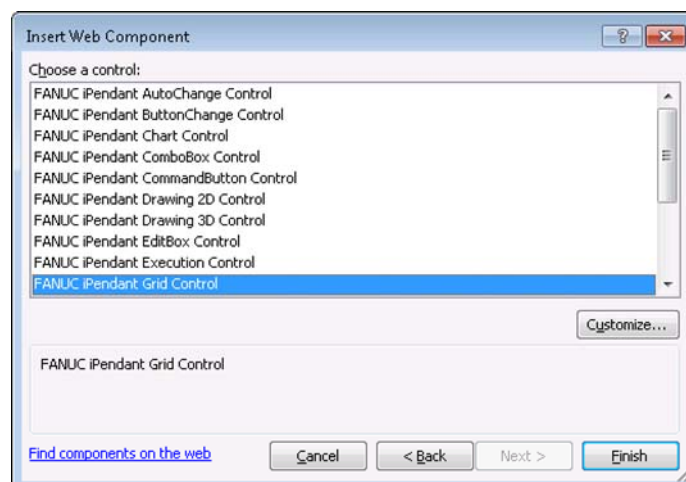 Insert Web Component
Choose a control:
FANUC iPendant AutoChange Control
FANUC iPendant ButtonChange Control
FANUC iPendant Chart Control
FANUC iPendant ComboBox Control
FANUC iPendant CommandButton Control
FANUC iPendant Drawing 2D Control
FANUC iPendant Drawing 3D Control
FANUC iPendant EditBox Control
FANUC iPendant Execution Control
FANUC iPendant Grid Control
Customize...
FANUC iPendant Grid Control
Find components on the web Cancel < Back Next > Finish